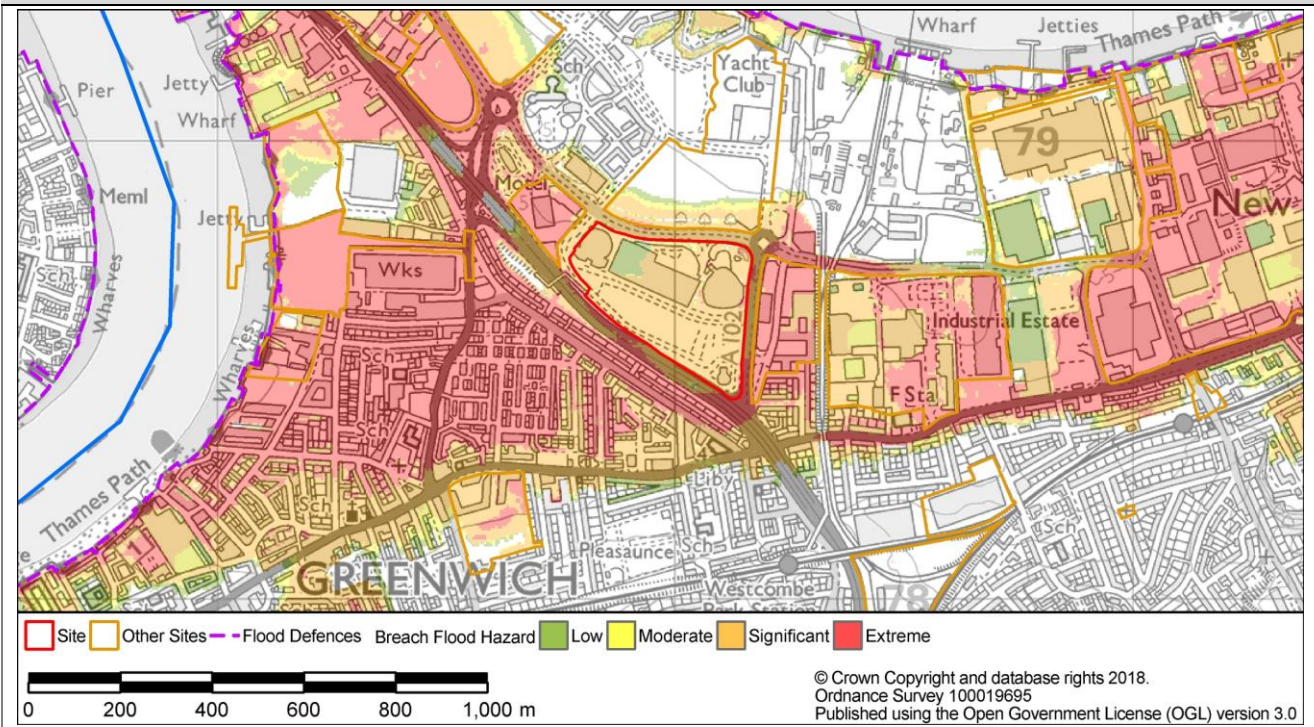 Wharf
Jetties
Thames Path
Sch
Yacht
Club
Jetty
Pier
Wharf
79
Motel
Meml
New
Jetty
Wks
Sch
Wharves
Sch
Industrial Estate
A 102
Wharves
F Sta
Sch
Thames Path
Liby
Sch
Sch
Pleasaunce
Sch
GREENWICH
Westcombe
Park Station
78
Sch
Site
Other Sites
Flood Defences
Breach Flood Hazard
Low
Moderate
Significant
Extreme
0
200
400
600
800
1,000 m
© Crown Copyright and database rights 2018.
Ordnance Survey 100019695
Published using the Open Government License (OGL) version 3.0